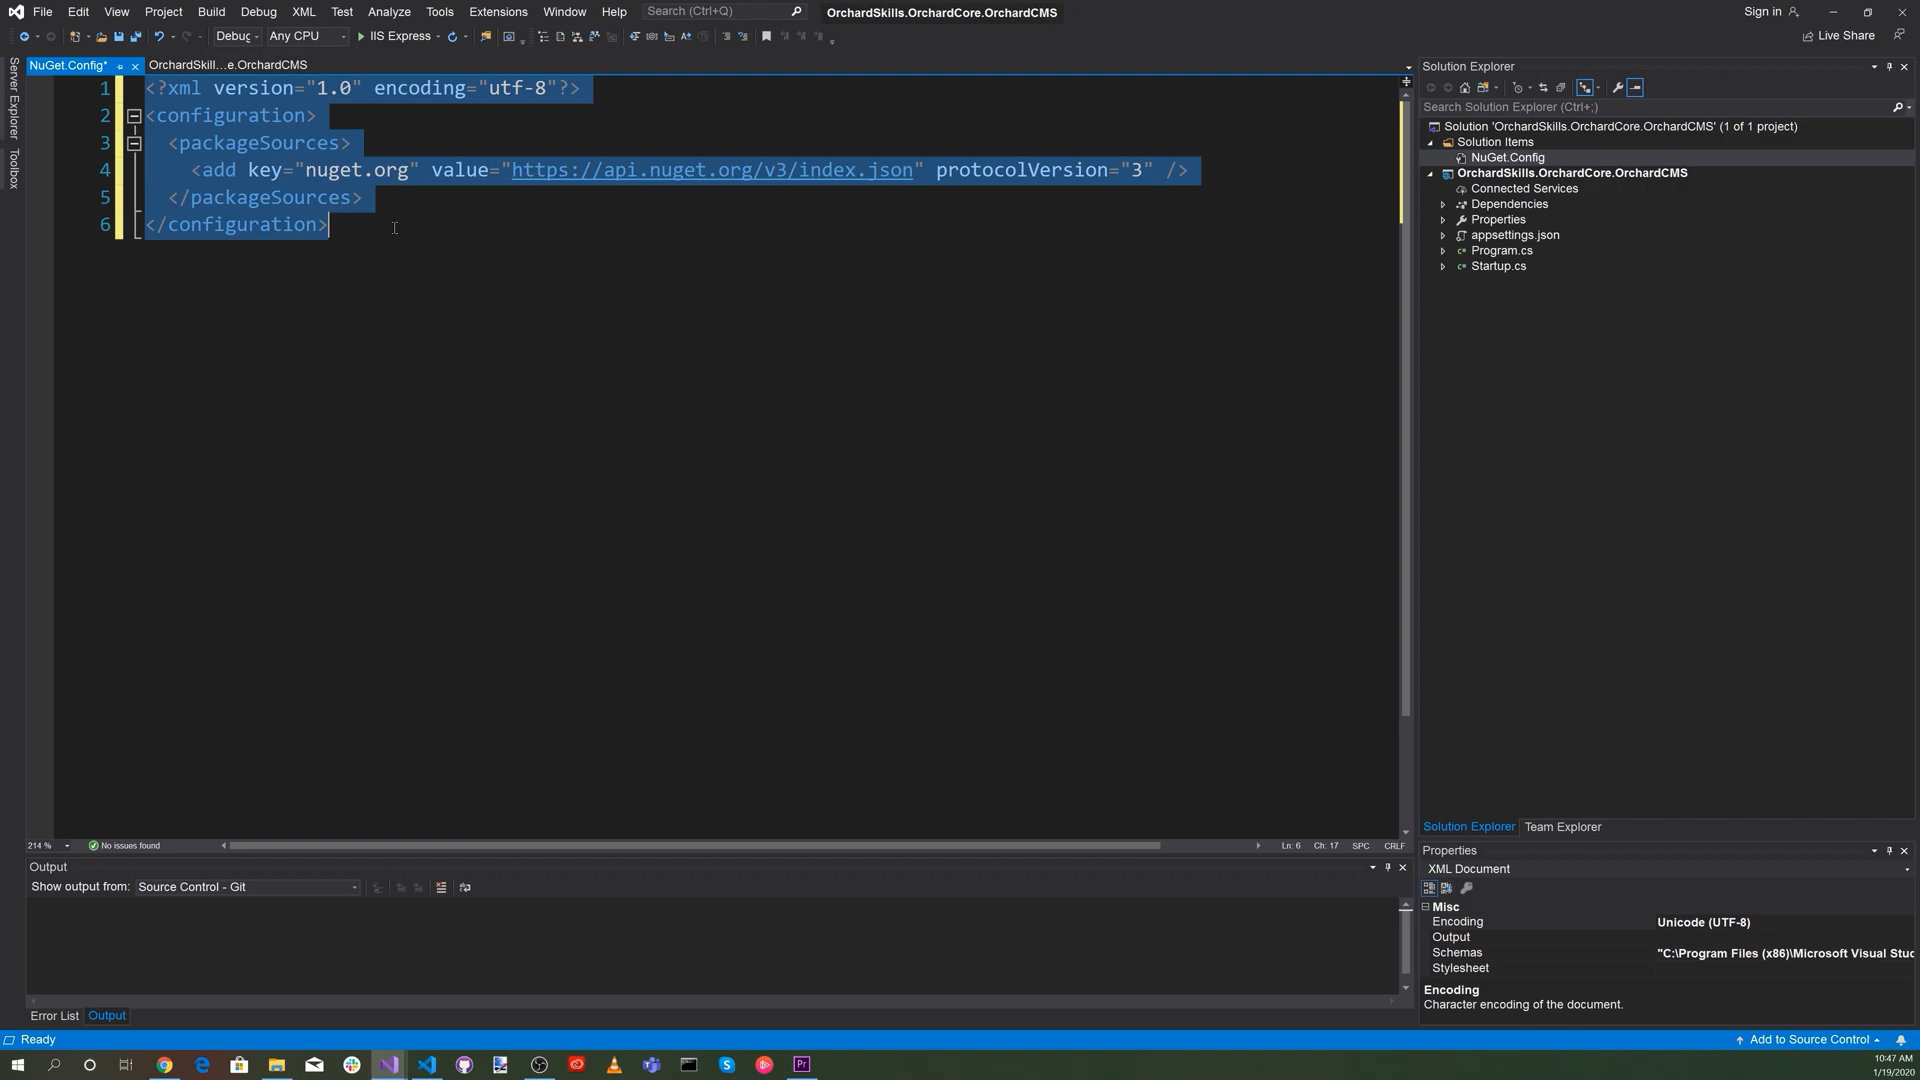 File Edit View Project Build Debug XML Test Analyze Tools Extensions Window Help Search (Ctrl+Q) OrchardSkills.OrchardCore.OrchardCMS Sign in
Debug Any CPU IIS Express Live Share
Server Explorer
Toolbox
NuGet.Config* OrchardSkill...e.OrchardCMS
1 <?xml version="1.0" encoding="utf-8"?>
2 <configuration>
3 <packageSources>
4 <add key="nuget.org" value="https://api.nuget.org/v3/index.json" protocolVersion="3" />
5 </packageSources>
6 </configuration>
214 % No issues found Ln: 6 Ch: 17 SPC CRLF
Output
Show output from: Source Control - Git
Error List Output
Solution Explorer
Search Solution Explorer (Ctrl+;)
Solution 'OrchardSkills.OrchardCore.OrchardCMS' (1 of 1 project)
Solution Items
NuGet.Config
OrchardSkills.OrchardCore.OrchardCMS
Connected Services
Dependencies
Properties
appsettings.json
Program.cs
Startup.cs
Solution Explorer Team Explorer
Properties
XML Document
Misc
Encoding Unicode (UTF-8)
Output
Schemas "C:\Program Files (x86)\Microsoft Visual Stud
Stylesheet
Encoding
Character encoding of the document.
Ready Add to Source Control
Pr
10:47 AM
1/19/2020